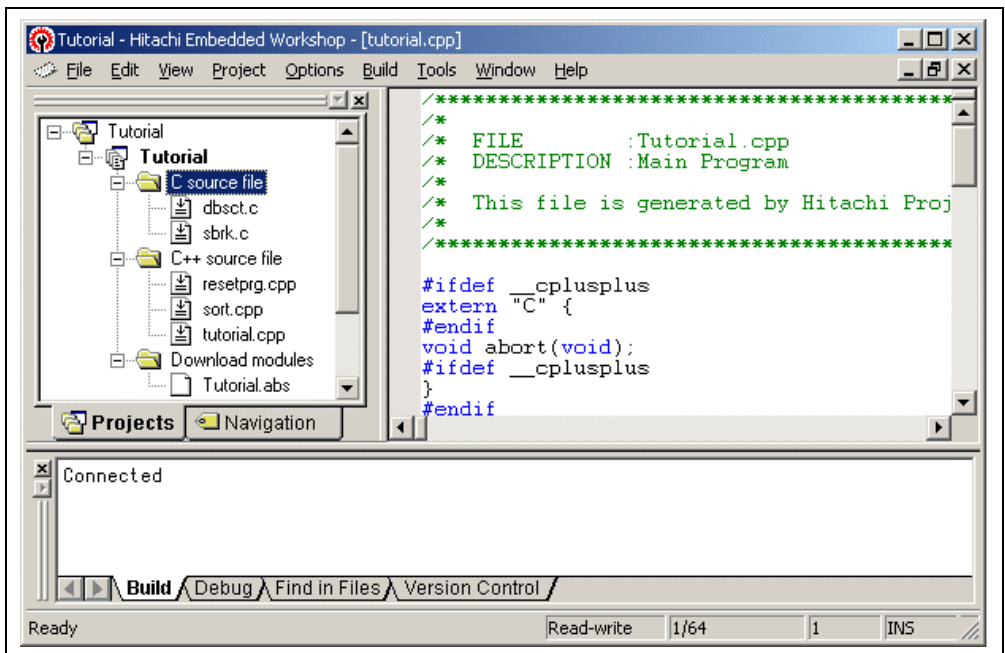 Tutorial - Hitachi Embedded Workshop - [tutorial.cpp]
File Edit View Project Options Build Tools Window Help
Tutorial
Tutorial
C source file
dbsct.c
sbrk.c
C++ source file
resetprg.cpp
sort.cpp
tutorial.cpp
Download modules
Tutorial.abs
Projects Navigation
/*****************************************
/*
/* FILE :Tutorial.cpp
/* DESCRIPTION :Main Program
/*
/* This file is generated by Hitachi Proj
/*
/*****************************************
#ifdef __cplusplus
extern "C" {
#endif
void abort(void);
#ifdef __cplusplus
}
#endif
Connected
Build Debug Find in Files Version Control
Ready Read-write 1/64 1 INS